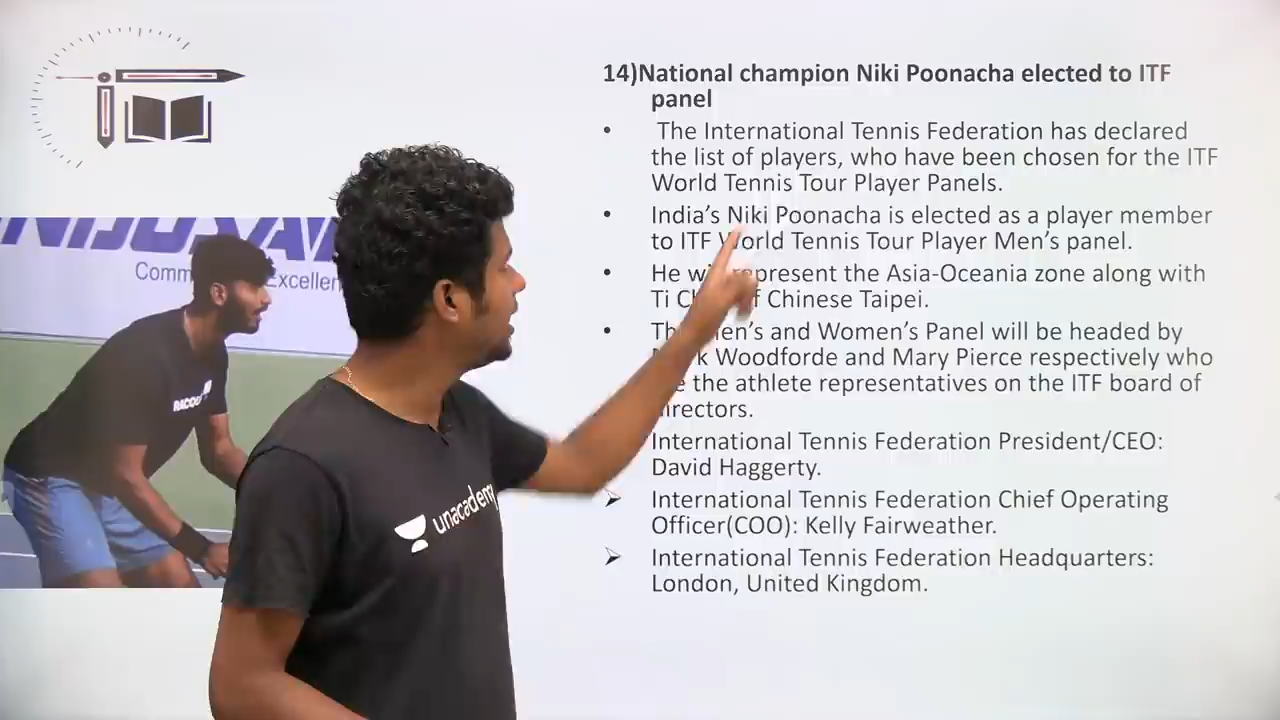 14)National champion Niki Poonacha elected to ITF
panel
• The International Tennis Federation has declared
the list of players, who have been chosen for the ITF
World Tennis Tour Player Panels.
• India's Niki Poonacha is elected as a player member
to ITF World Tennis Tour Player Men's panel.
• He represent the Asia-Oceania zone along with
Ti Chinese Taipei.
• Men's and Women's Panel will be headed by
Woodforde and Mary Pierce respectively who
the athlete representatives on the ITF board of
directors.
International Tennis Federation President/CEO:
David Haggerty.
➢ International Tennis Federation Chief Operating
Officer(COO): Kelly Fairweather.
➢ International Tennis Federation Headquarters:
London, United Kingdom.
unacademy